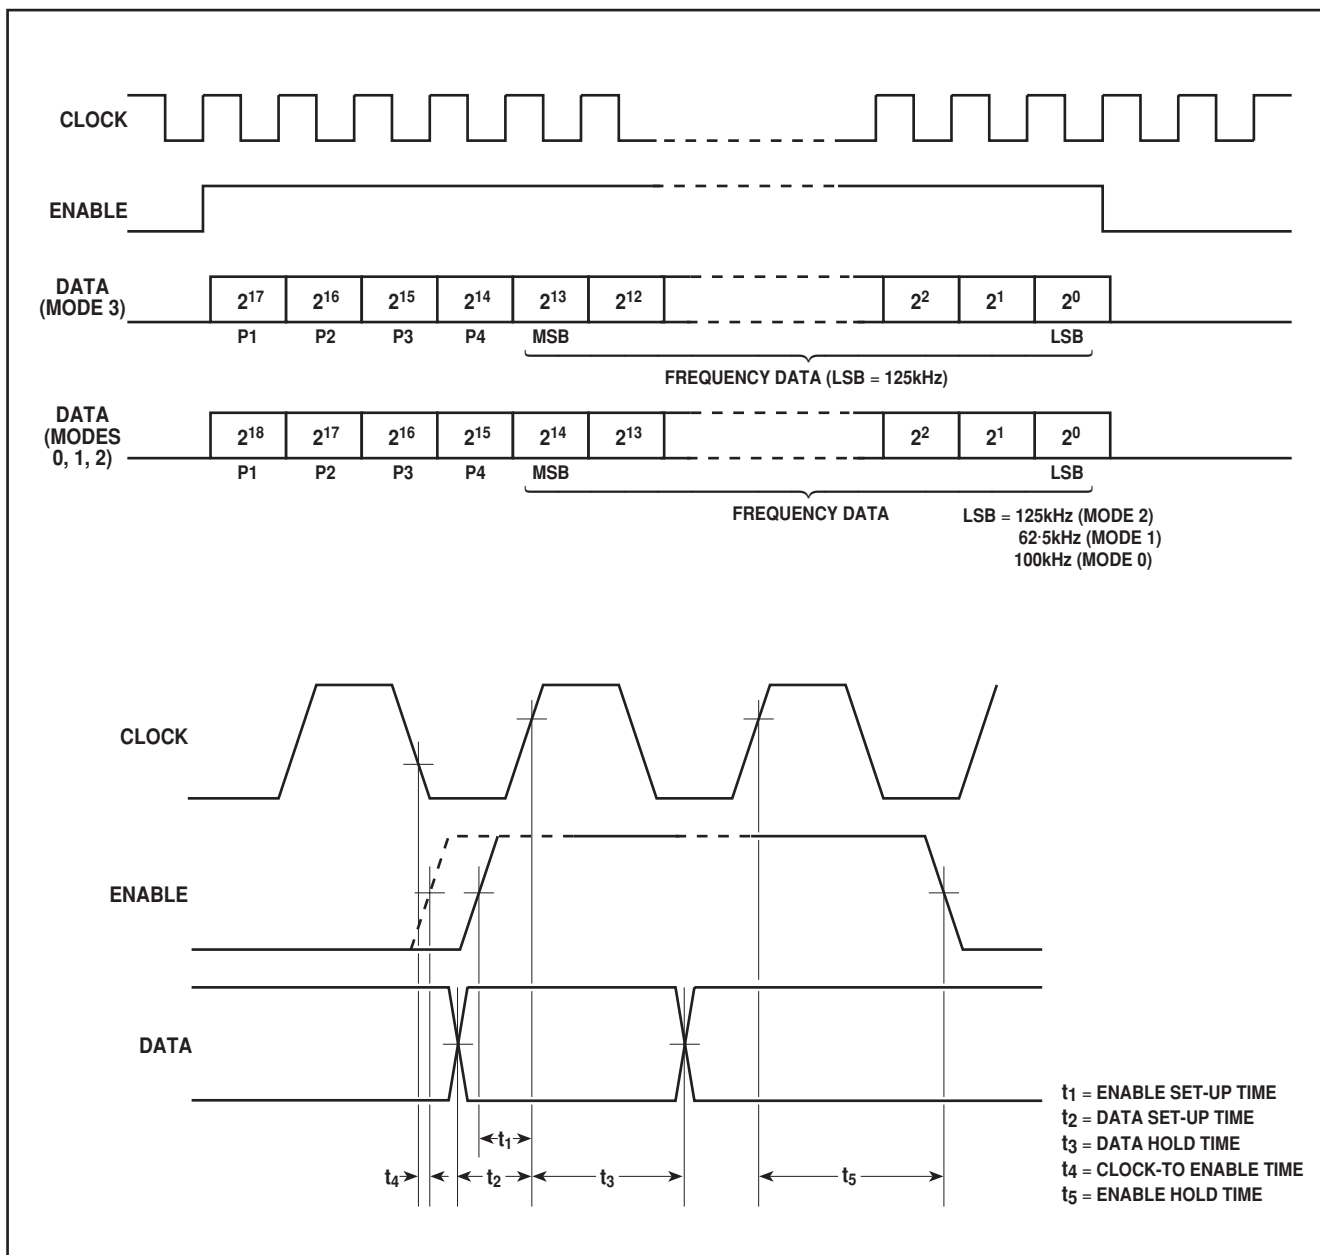 CLOCK
ENABLE
DATA
(MODE 3)
2^17 2^16 2^15 2^14 2^13 2^12 2^2 2^1 2^0
P1 P2 P3 P4 MSB LSB
FREQUENCY DATA (LSB = 125kHz)
DATA
(MODES
0, 1, 2)
2^18 2^17 2^16 2^15 2^14 2^13 2^2 2^1 2^0
P1 P2 P3 P4 MSB LSB
FREQUENCY DATA
LSB = 125kHz (MODE 2)
62·5kHz (MODE 1)
100kHz (MODE 0)
CLOCK
ENABLE
DATA
t1
t4 t2 t3 t5
t1 = ENABLE SET-UP TIME
t2 = DATA SET-UP TIME
t3 = DATA HOLD TIME
t4 = CLOCK-TO ENABLE TIME
t5 = ENABLE HOLD TIME